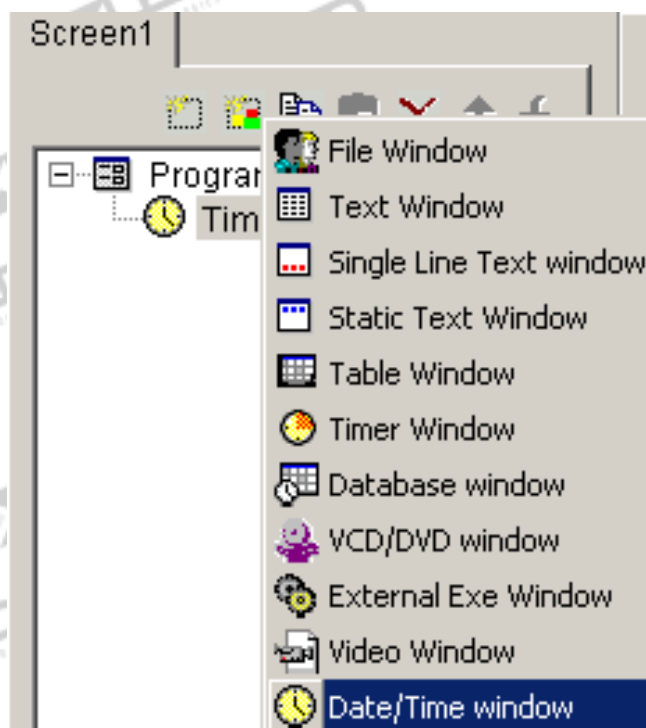 Screen1
Program
Tim
File Window
Text Window
Single Line Text window
Static Text Window
Table Window
Timer Window
Database window
VCD/DVD window
External Exe Window
Video Window
Date/Time window